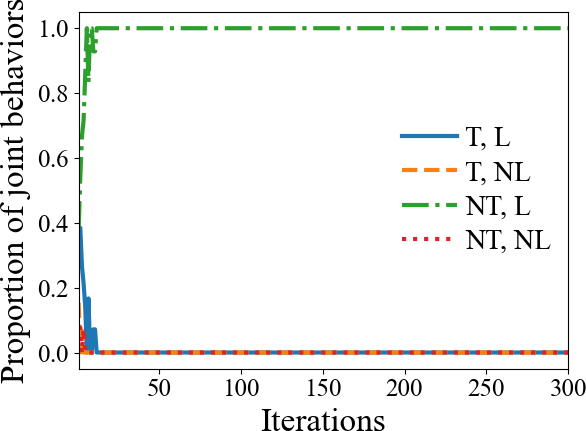 Proportion of joint behaviors
1.0
0.8
0.6
0.4
0.2
0.0
T, L
T, NL
NT, L
NT, NL
50 100 150 200 250 300
Iterations